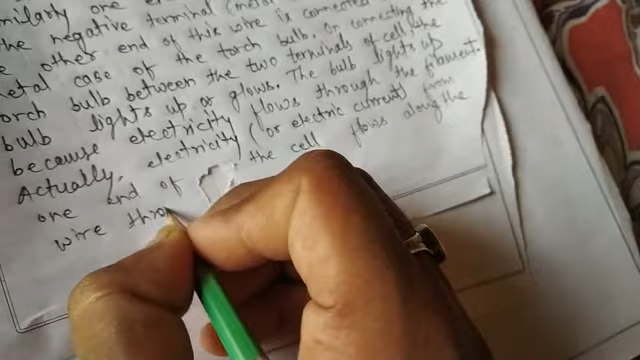 milarly one
the negative terminal (metal
other end of this wire is connected
etal case of the torch bulb. On connecting the
orch bulb between the two terminals of cell, the
bulb lights up or glows. The bulb lights up
because electricity flows through the filament.
Actually, electricity (or electric current) from
one end of the cell flows along the
wire thro